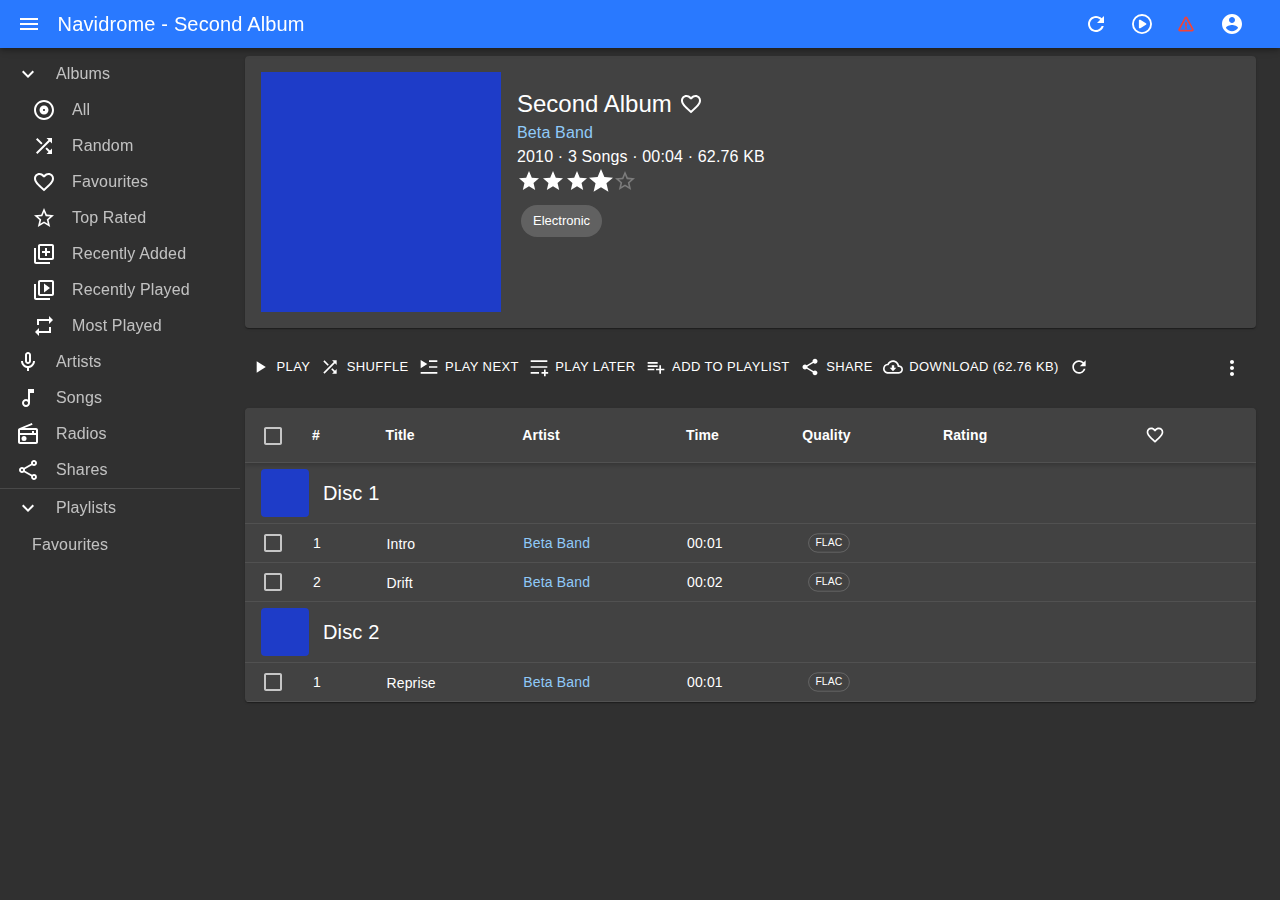 Navidrome - Second Album
Albums
All
Random
Favourites
Top Rated
Recently Added
Recently Played
Most Played
Artists
Songs
Radios
Shares
Playlists
Favourites
Second Album
Beta Band
2010 · 3 Songs · 00:04 · 62.76 KB
Electronic
PLAY SHUFFLE PLAY NEXT PLAY LATER ADD TO PLAYLIST SHARE DOWNLOAD (62.76 KB)
# Title Artist Time Quality Rating
Disc 1
1 Intro Beta Band 00:01 FLAC
2 Drift Beta Band 00:02 FLAC
Disc 2
1 Reprise Beta Band 00:01 FLAC